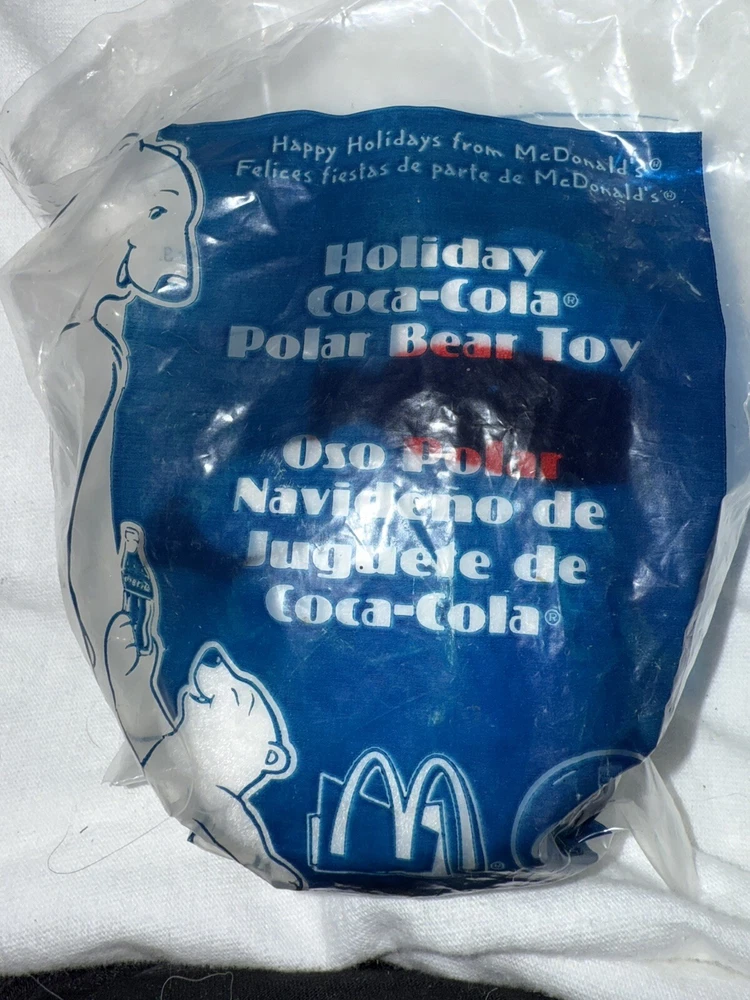 Happy Holidays from McDonald's®
Felices fiestas de parte de McDonald's®
Holiday
Coca-Cola®
Polar Bear Toy
Oso Polar
Navideño de
Juguete de
Coca-Cola®